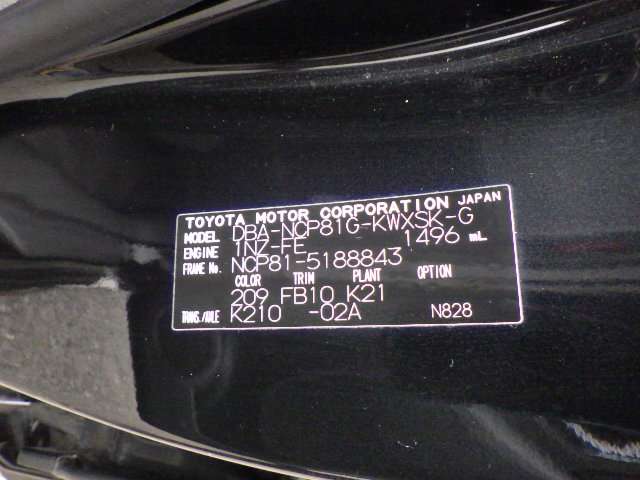 TOYOTA MOTOR CORPORATION JAPAN
MODEL DBA-NCP81G-KWXSK-G
ENGINE 1NZ-FE 1496 mL
FRAME No. NCP81-5188843
COLOR TRIM PLANT OPTION
209 FB10 K21
TRANS./AXLE K210 -02A N828